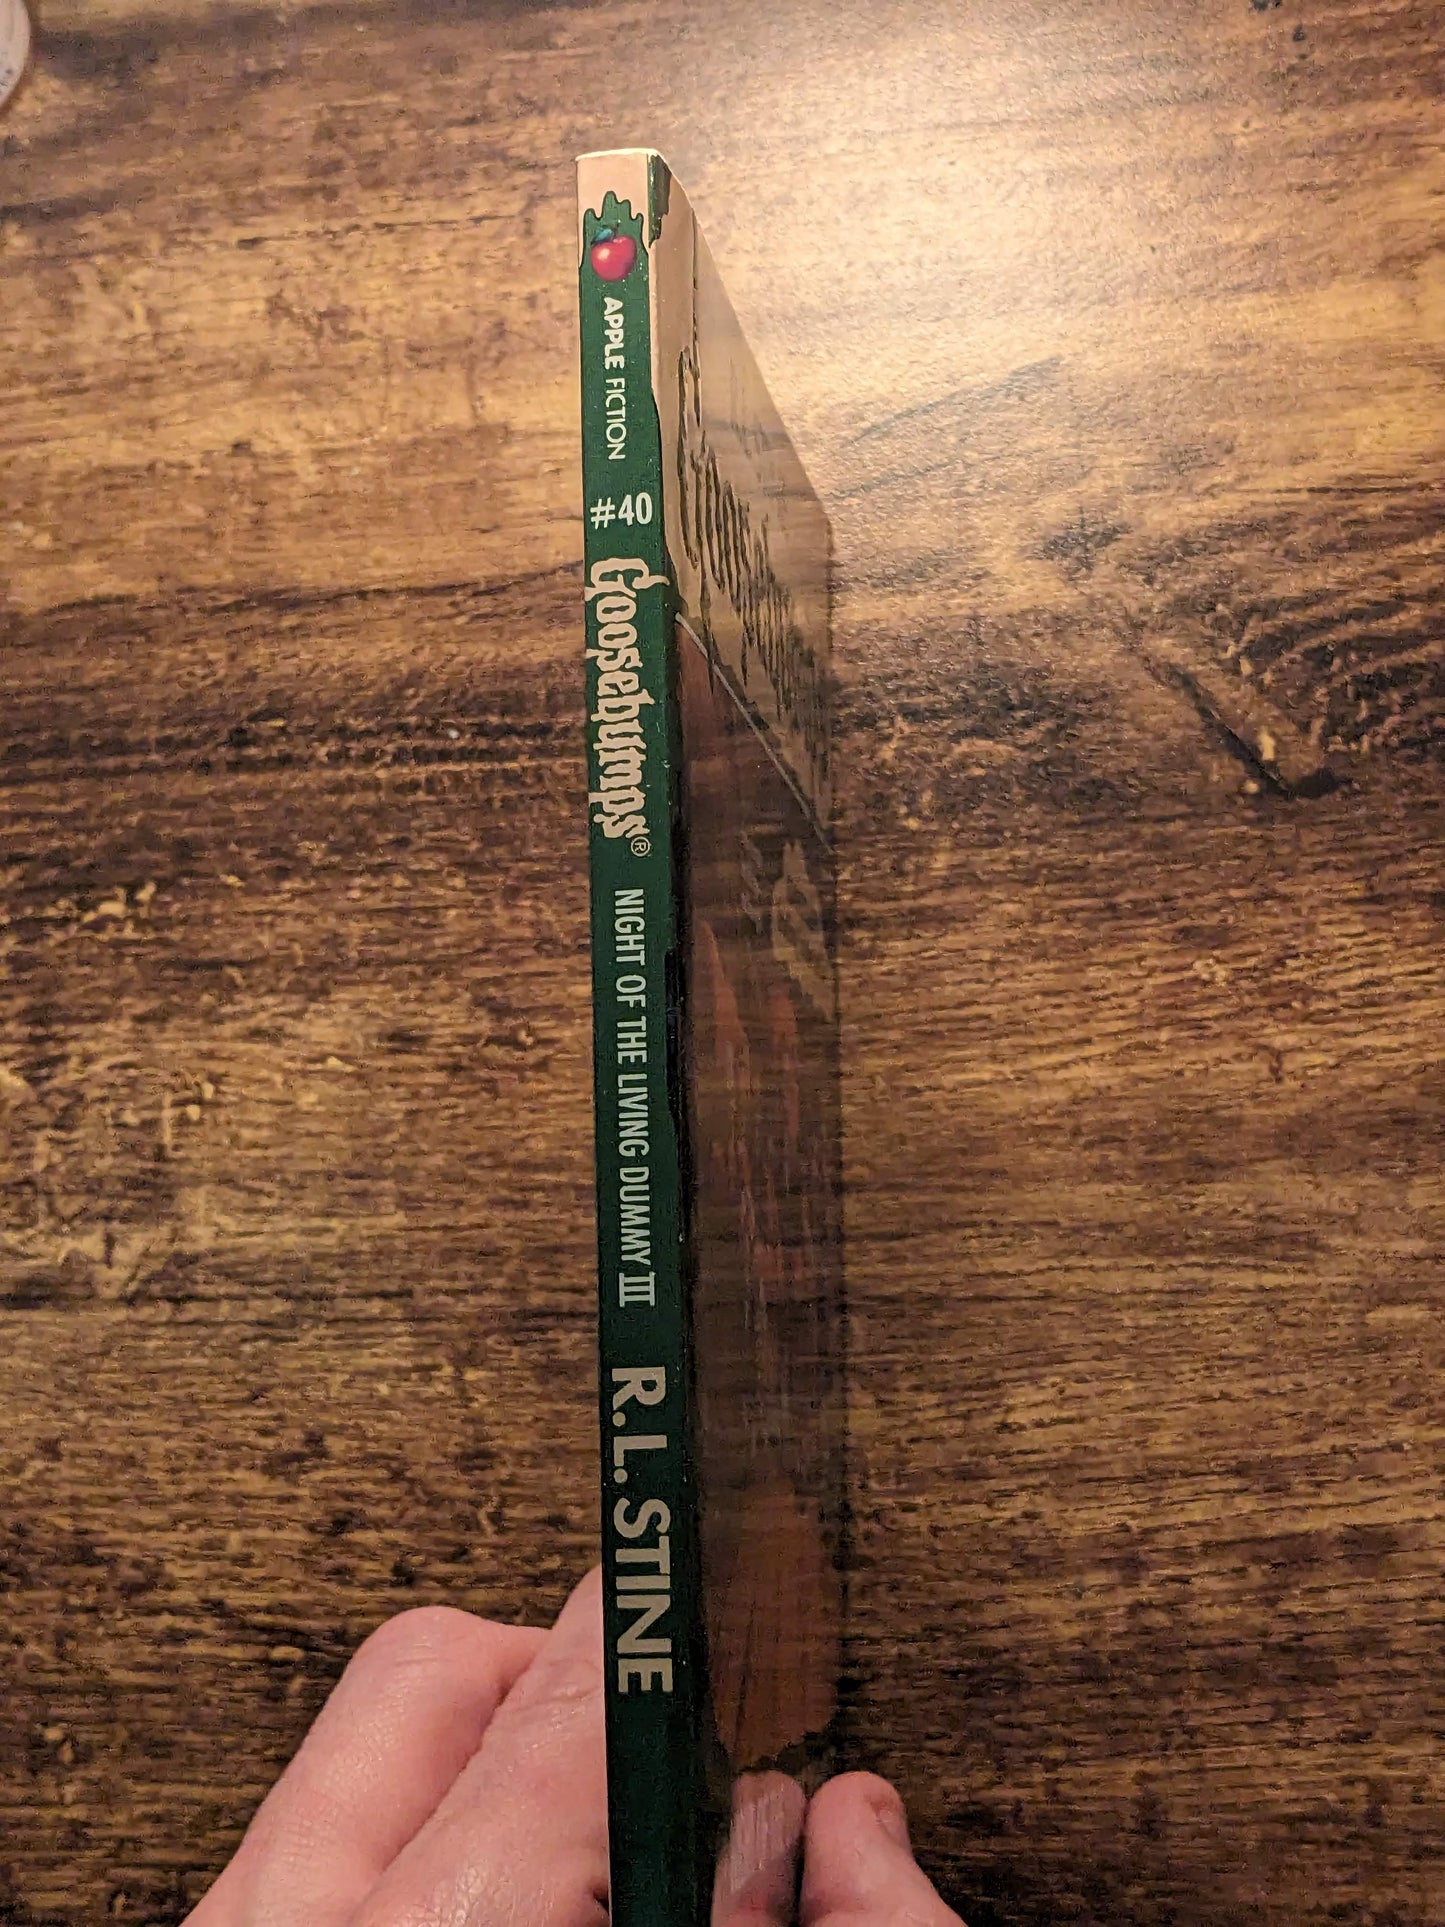 APPLE FICTION
#40
Goosebumps®
NIGHT OF THE LIVING DUMMY III
R.L. STINE